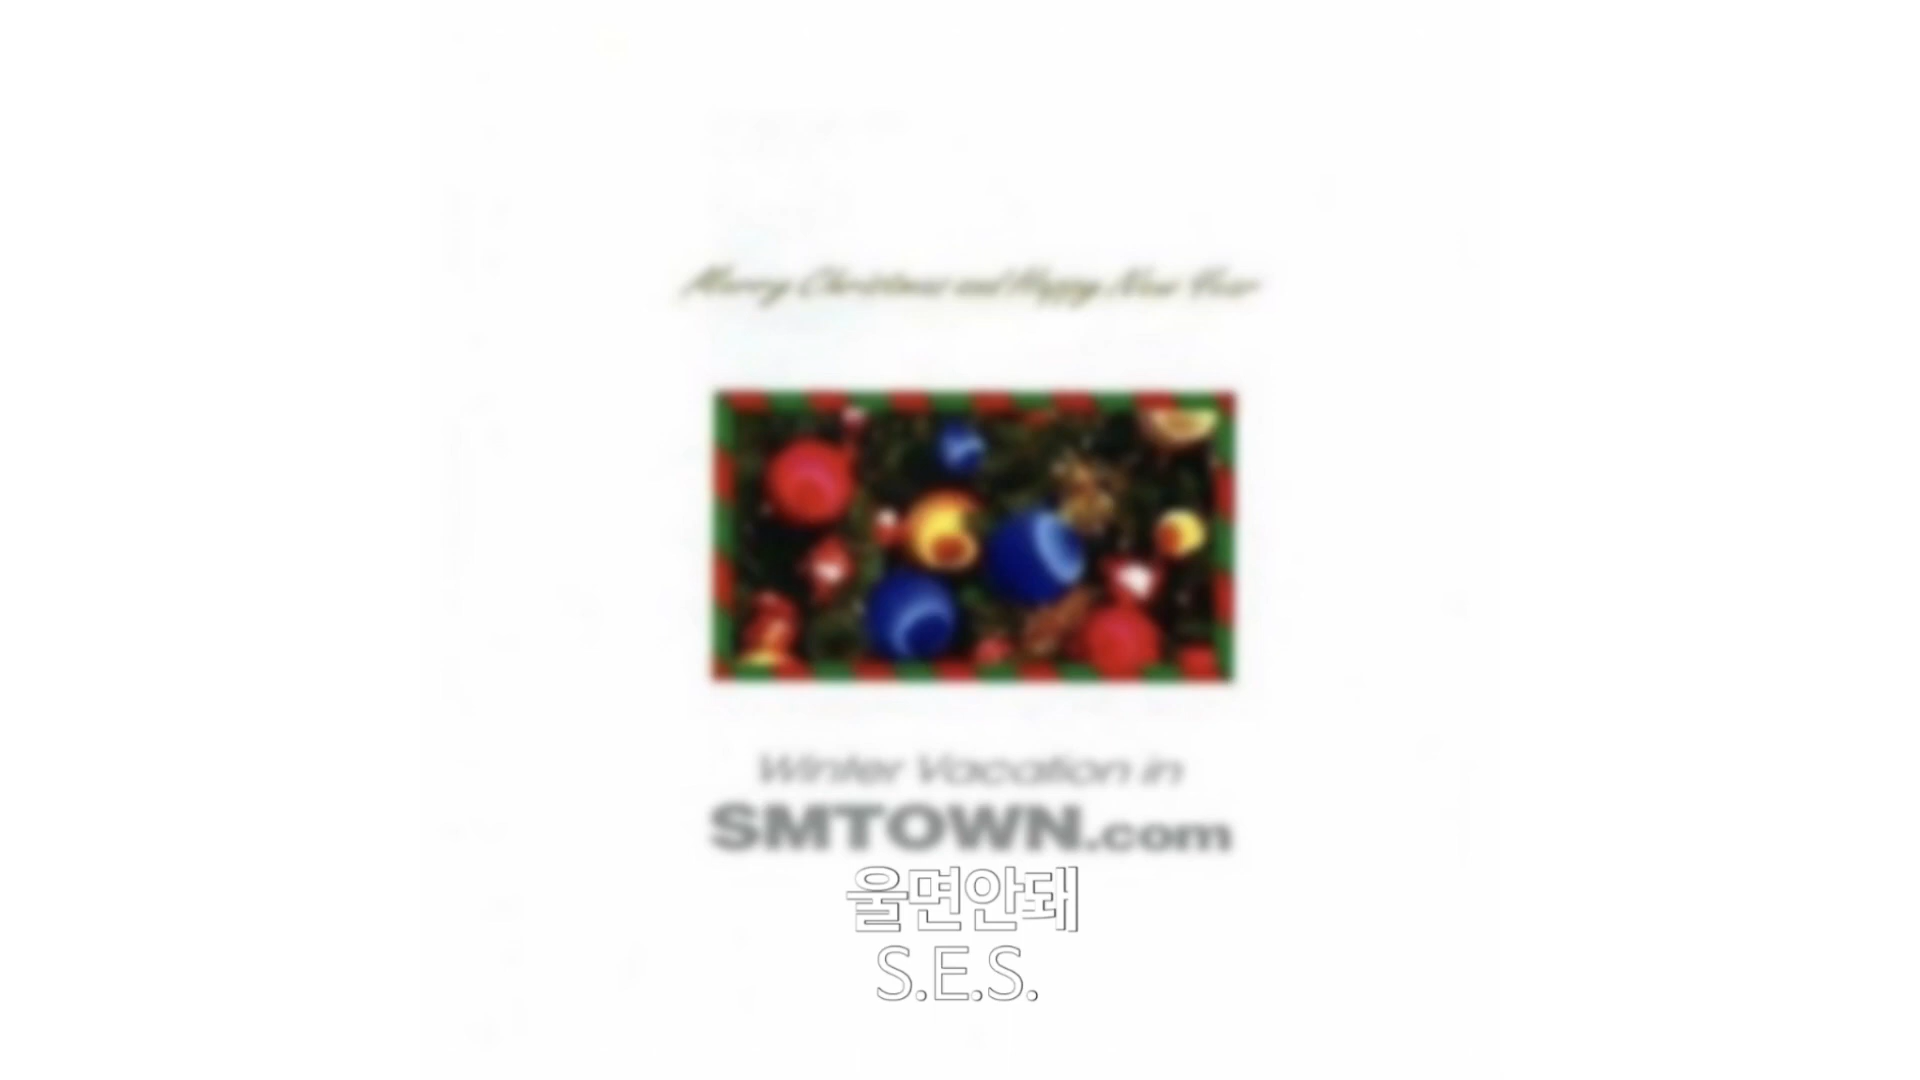 Merry Christmas and Happy New Year
Winter Vacation in
SMTOWN.com
울면안돼
S.E.S.